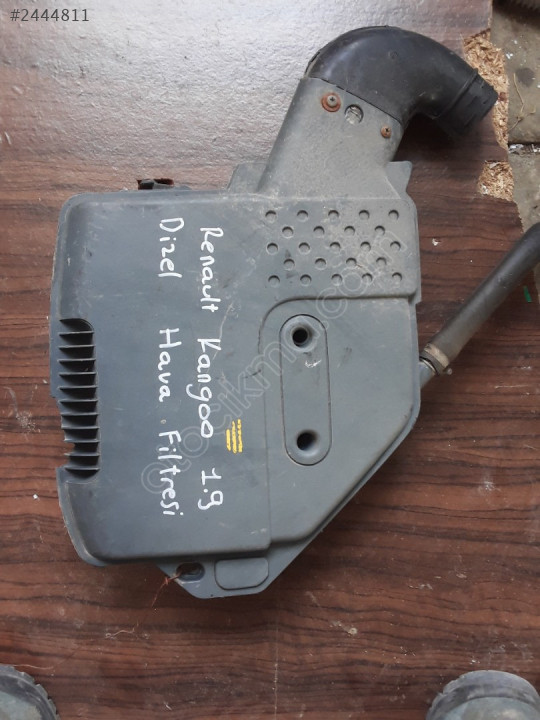 #2444811
Renault Kangoo 1.9
Dizel Hava Filtresi